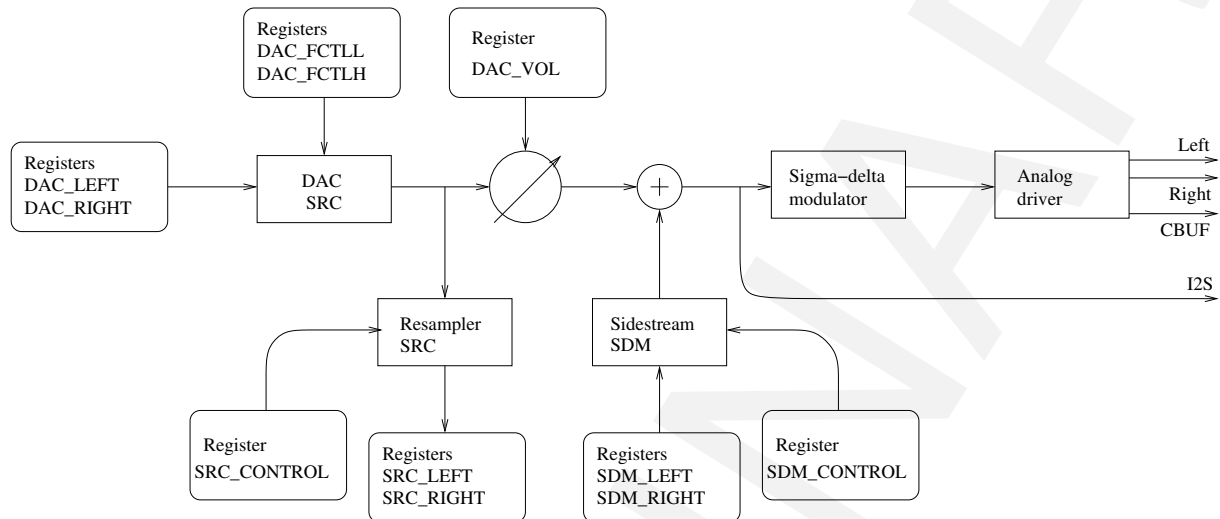 Registers
DAC_FCTLL
DAC_FCTLH
Register
DAC_VOL
Registers
DAC_LEFT
DAC_RIGHT
DAC
SRC
+
Sigma−delta
modulator
Analog
driver
Left
Right
CBUF
I2S
Resampler
SRC
Sidestream
SDM
Register
SRC_CONTROL
Registers
SRC_LEFT
SRC_RIGHT
Registers
SDM_LEFT
SDM_RIGHT
Register
SDM_CONTROL